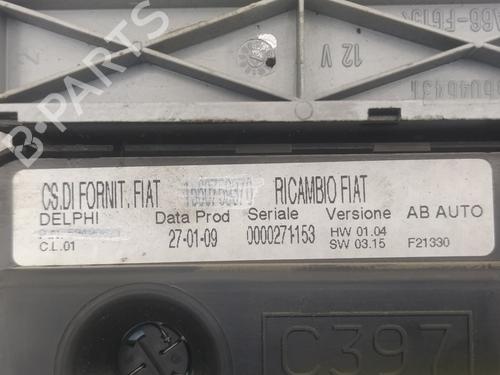 12 V
CS.DI FORNIT. FIAT RICAMBIO FIAT
DELPHI Data Prod Seriale Versione AB AUTO
27-01-09 0000271153 HW 01.04
C.L.01 SW 03.15 F21330
C397